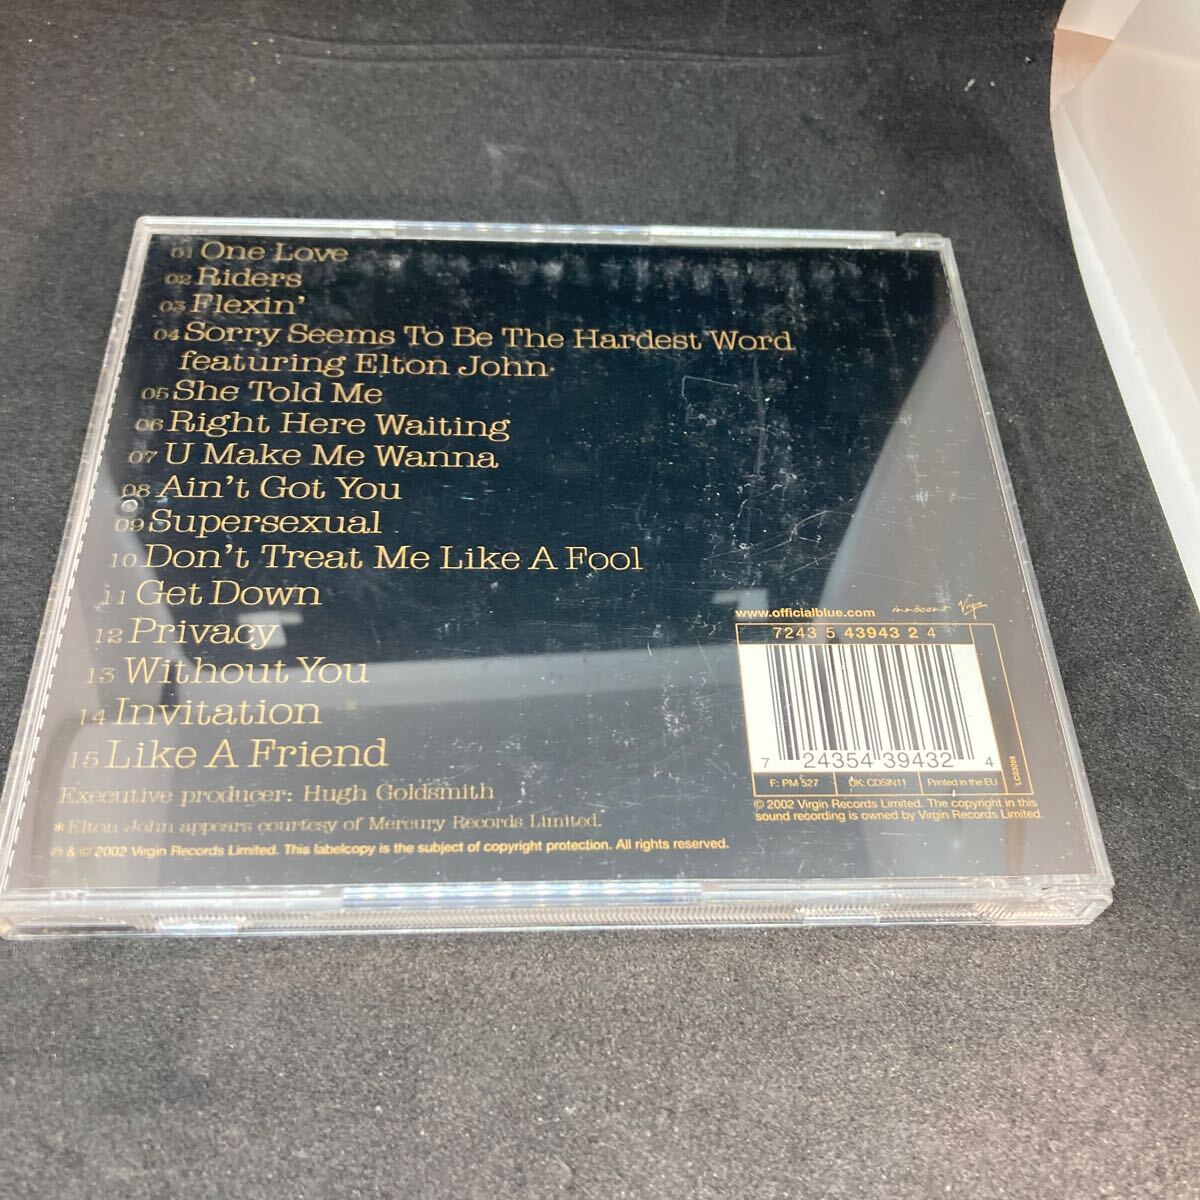 01 One Love
02 Riders
03 Flexin'
04 Sorry Seems To Be The Hardest Word
featuring Elton John*
05 She Told Me
06 Right Here Waiting
07 U Make Me Wanna
08 Ain't Got You
09 Supersexual
10 Don't Treat Me Like A Fool
11 Get Down
12 Privacy
13 Without You
14 Invitation
15 Like A Friend
Executive producer: Hugh Goldsmith
*Elton John appears courtesy of Mercury Records Limited.
℗ & © 2002 Virgin Records Limited. This labelcopy is the subject of copyright protection. All rights reserved.
www.officialblue.com innocent Virgin
7243 5 43943 2 4
7 24354 39432 4
F: PM 527 UK: CDSIN11 Printed in the EU
LC03098
© 2002 Virgin Records Limited. The copyright in this
sound recording is owned by Virgin Records Limited.